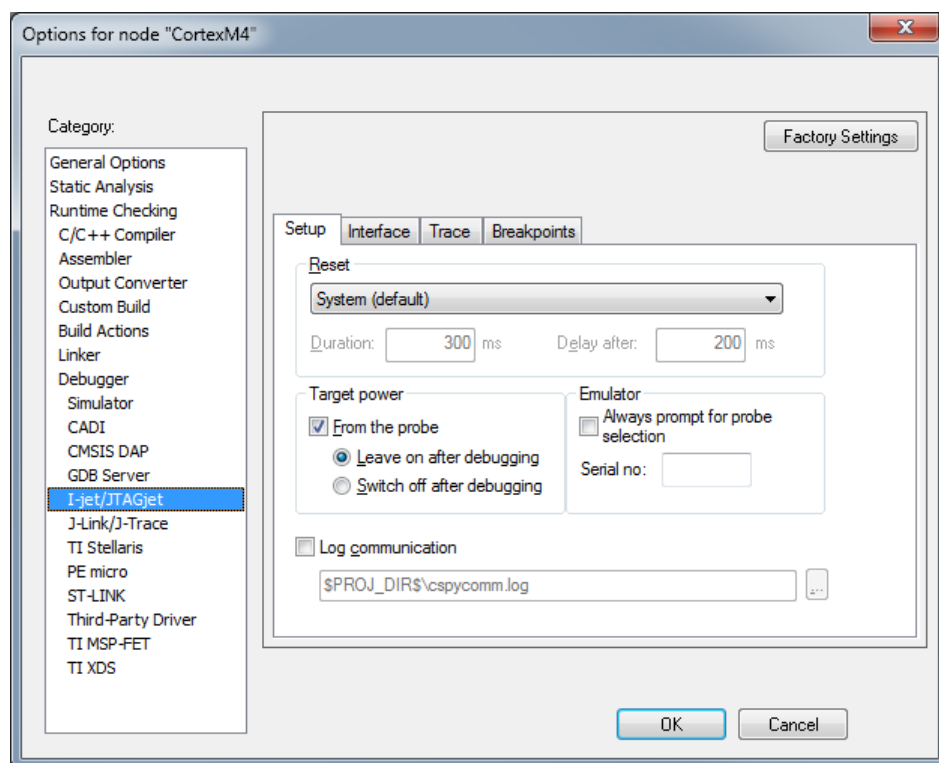 Options for node "CortexM4"
Category:
General Options
Static Analysis
Runtime Checking
C/C++ Compiler
Assembler
Output Converter
Custom Build
Build Actions
Linker
Debugger
Simulator
CADI
CMSIS DAP
GDB Server
I-jet/JTAGjet
J-Link/J-Trace
TI Stellaris
PE micro
ST-LINK
Third-Party Driver
TI MSP-FET
TI XDS
Factory Settings
Setup Interface Trace Breakpoints
Reset
System (default)
Duration: 300 ms Delay after: 200 ms
Target power
From the probe
Leave on after debugging
Switch off after debugging
Emulator
Always prompt for probe
selection
Serial no:
Log communication
$PROJ_DIR$\cspycomm.log
...
OK Cancel